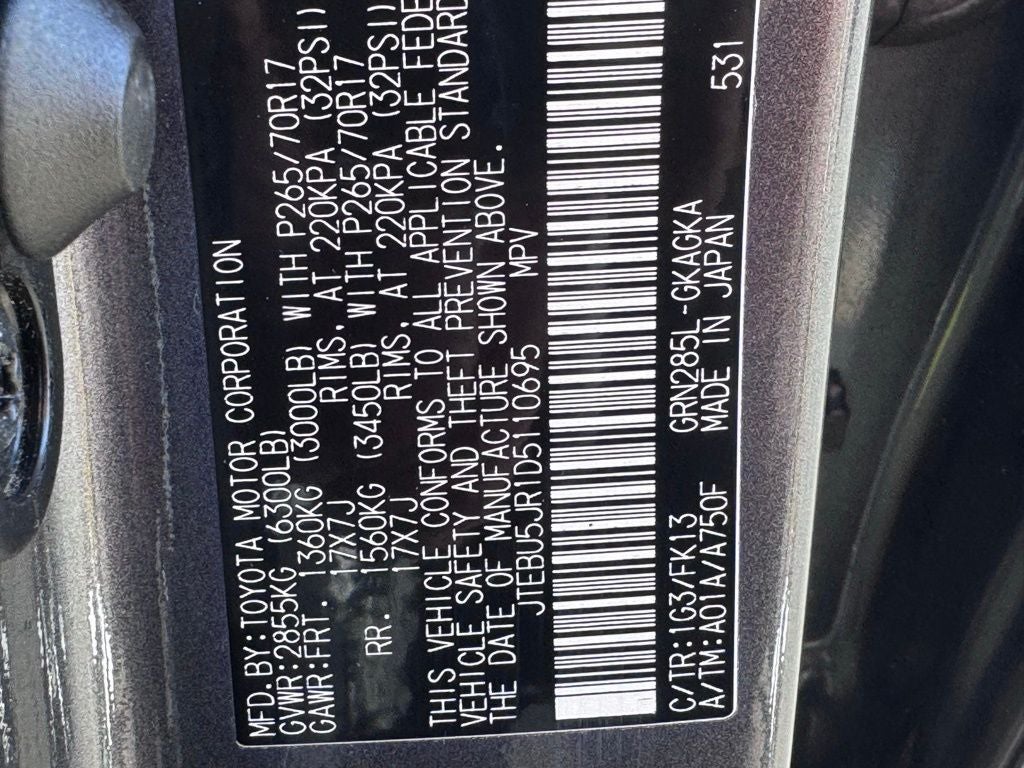 MFD.BY:TOYOTA MOTOR CORPORATION
GVWR:2855KG (6300LB)
GAWR:FRT. 1360KG (3000LB) WITH P265/70R17
17X7J RIMS, AT 220KPA (32PSI)
RR. 1560KG (3450LB) WITH P265/70R17
17X7J RIMS, AT 220KPA (32PSI)
THIS VEHICLE CONFORMS TO ALL APPLICABLE FEDE
VEHICLE SAFETY AND THEFT PREVENTION STANDARD
THE DATE OF MANUFACTURE SHOWN ABOVE.
JTEBU5JR1D5110695 MPV
C/TR:1G3/FK13 GRN285L-GKAGKA
A/TM:A01A/A750F MADE IN JAPAN 531